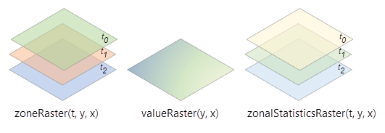 t0
t1
t2
t0
t1
t2
zoneRaster(t, y, x)
valueRaster(y, x)
zonalStatisticsRaster(t, y, x)